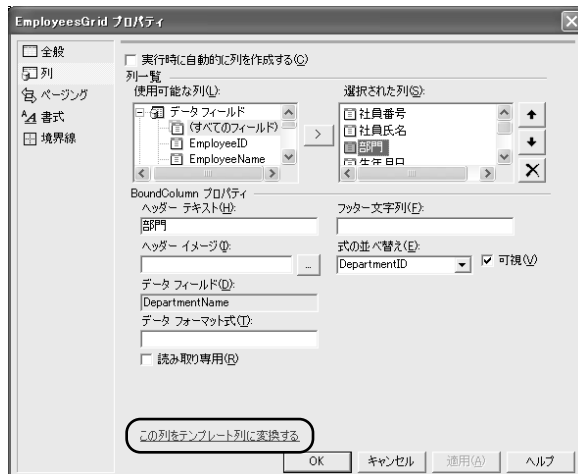 EmployeesGrid プロパティ
全般
列
ページング
書式
境界線
実行時に自動的に列を作成する(C)
列一覧
使用可能な列(L):
選択された列(S):
データ フィールド
(すべてのフィールド)
EmployeeID
EmployeeName
>
社員番号
社員氏名
部門
生年月日
BoundColumn プロパティ
ヘッダー テキスト(H):
フッター文字列(F):
部門
ヘッダー イメージ(I):
式の並べ替え(E):
...
DepartmentID
可視(V)
データ フィールド(D):
DepartmentName
データ フォーマット式(T):
読み取り専用(R)
この列をテンプレート列に変換する
OK
キャンセル
適用(A)
ヘルプ